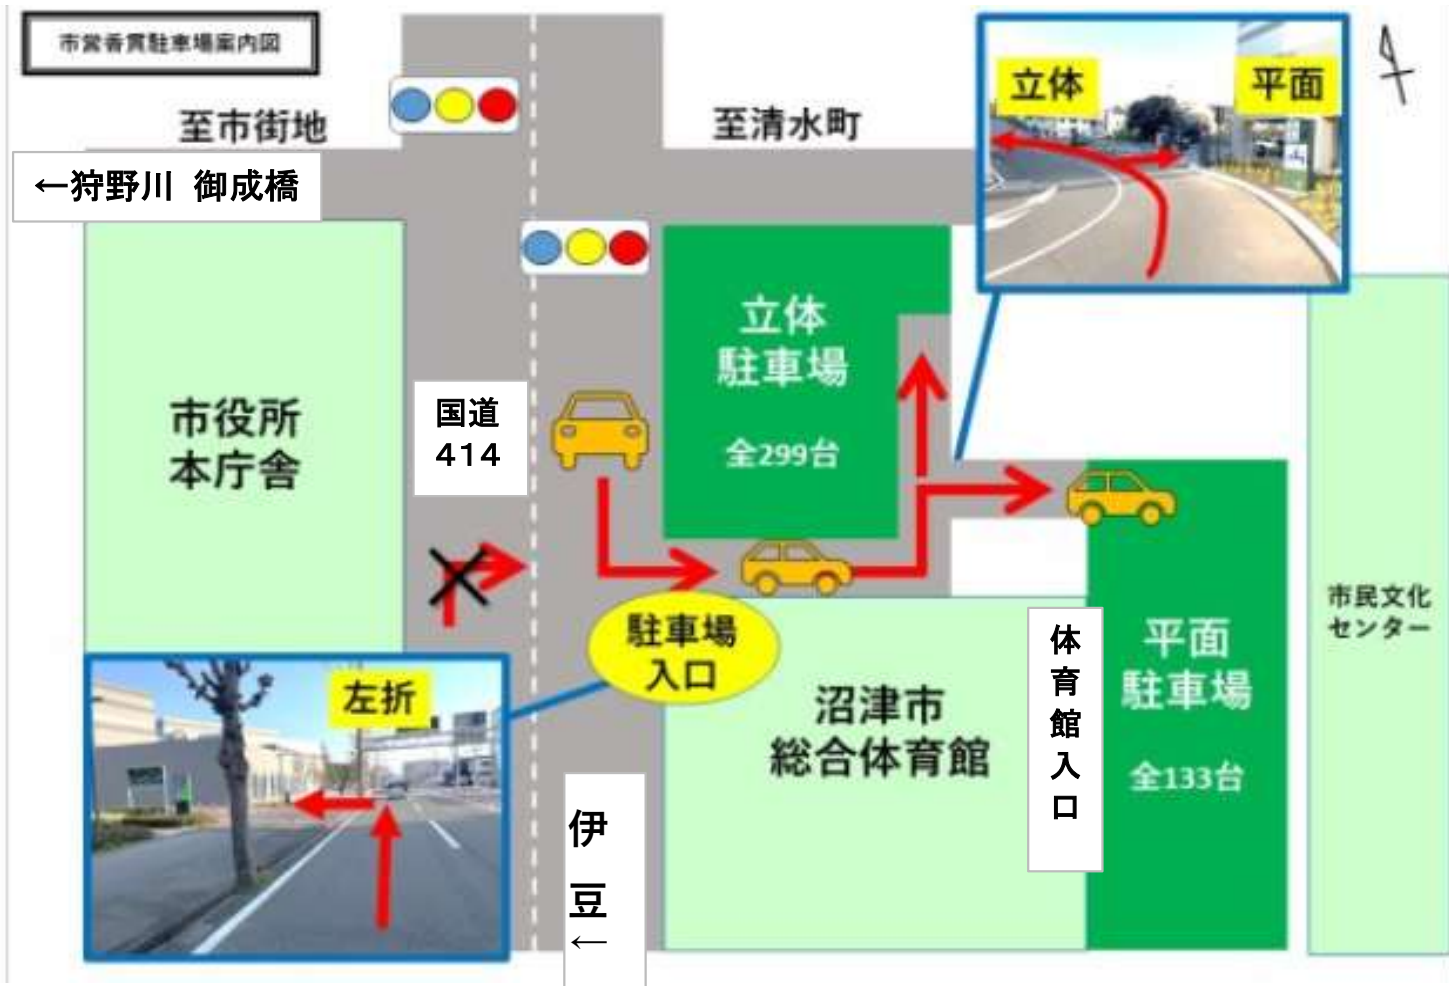 市営香貫駐車場案内図
至市街地
至清水町
←狩野川 御成橋
立体
平面
市役所
本庁舎
国道
414
立体
駐車場
全299台
駐車場
入口
左折
沼津市
総合体育館
体
育
館
入
口
平面
駐車場
全133台
市民文化
センター
伊
豆
←